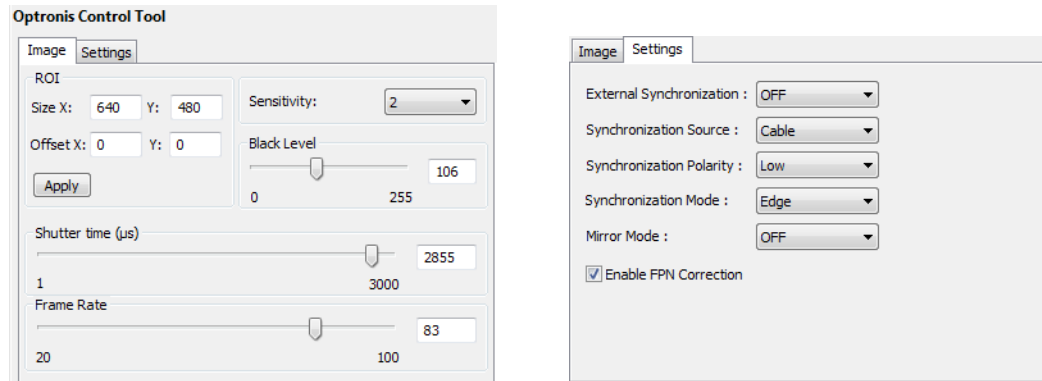 Optronis Control Tool
Image Settings
ROI
Size X: 640 Y: 480
Offset X: 0 Y: 0
Apply
Sensitivity: 2
Black Level
106
0 255
Shutter time (µs)
2855
1 3000
Frame Rate
83
20 100
Image Settings
External Synchronization : OFF
Synchronization Source : Cable
Synchronization Polarity : Low
Synchronization Mode : Edge
Mirror Mode : OFF
Enable FPN Correction